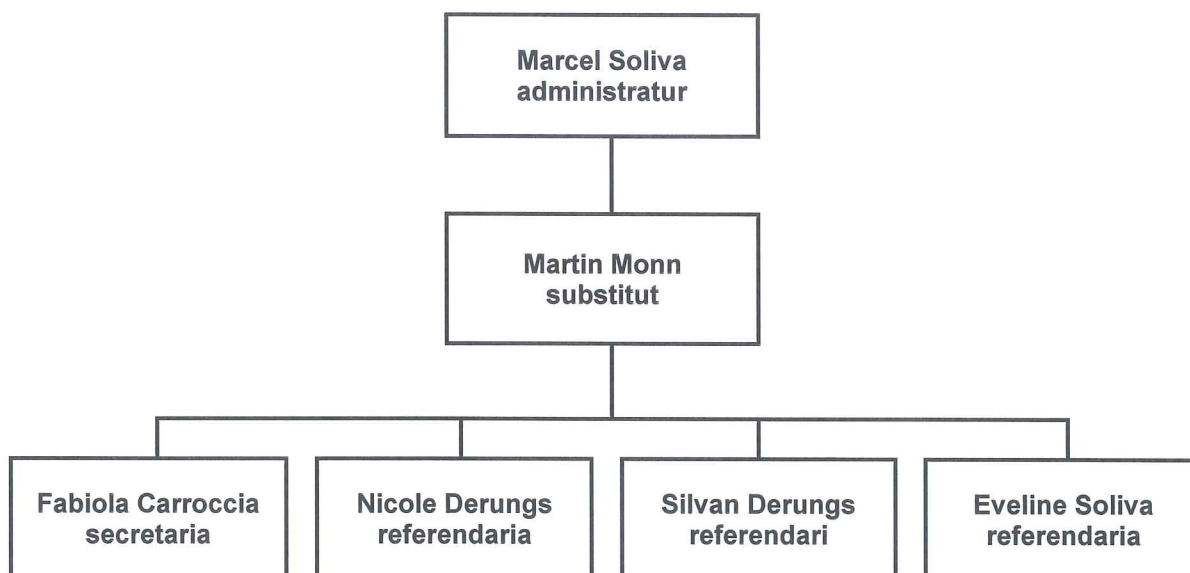 Marcel Soliva
administratur
Martin Monn
substitut
Fabiola Carroccia
secretaria
Nicole Derungs
referendaria
Silvan Derungs
referendari
Eveline Soliva
referendaria